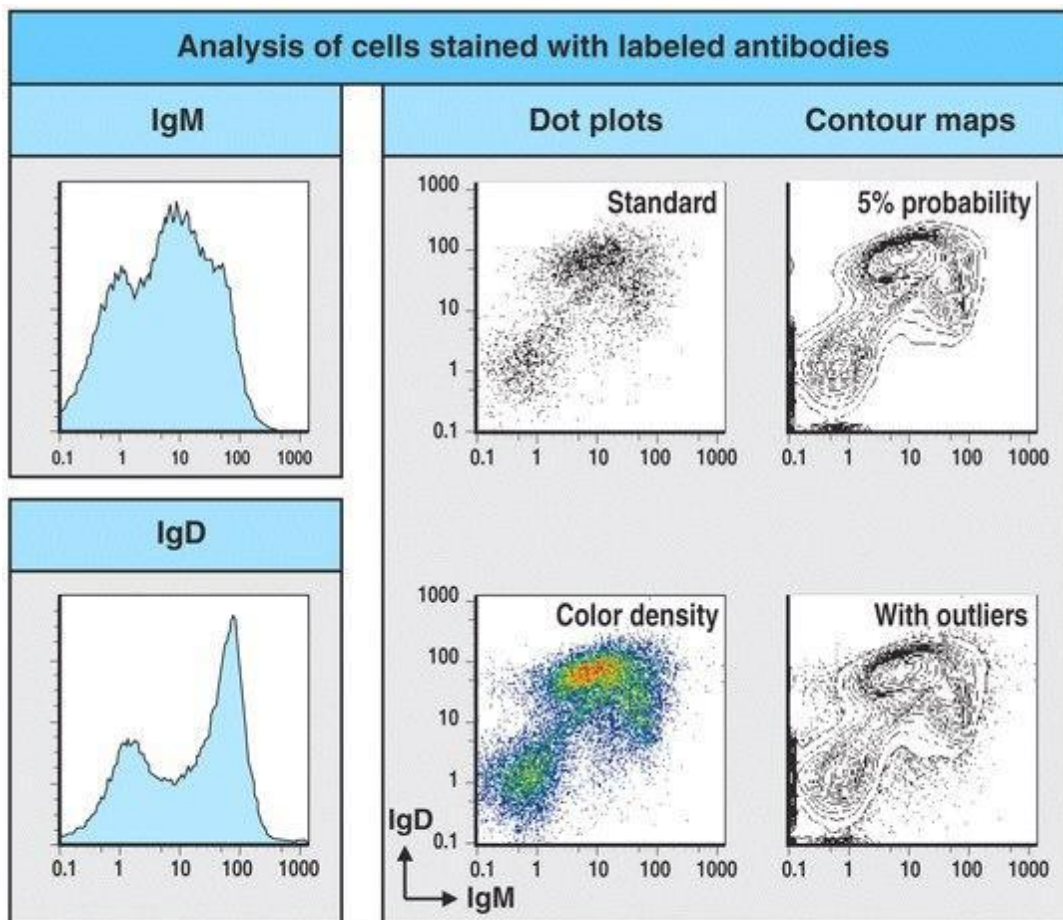 Analysis of cells stained with labeled antibodies
IgM
0.1 1 10 100 1000
IgD
0.1 1 10 100 1000
Dot plots
Contour maps
Standard
1000
100
10
1
0.1
0.1 1 10 100 1000
5% probability
0.1 1 10 100 1000
Color density
1000
100
10
1
0.1
0.1 1 10 100 1000
IgD
IgM
With outliers
0.1 1 10 100 1000